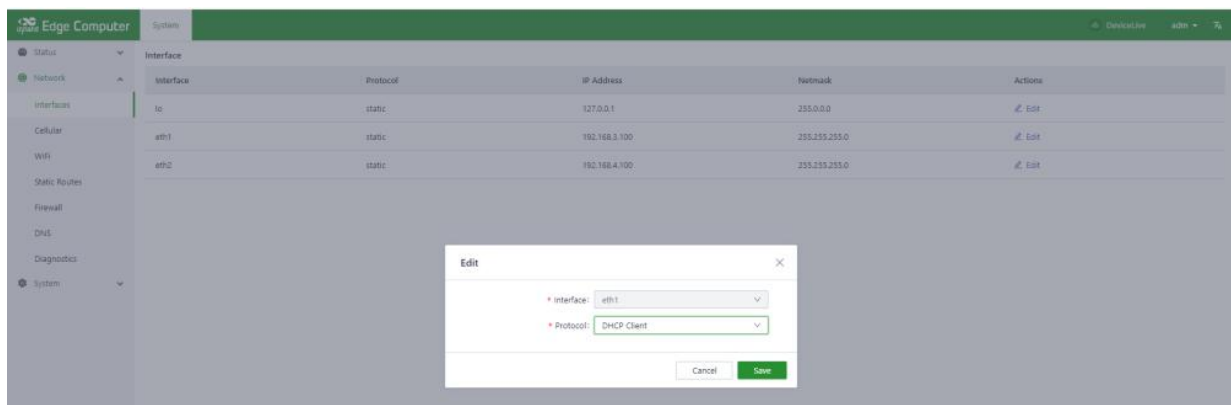 Edge Computer
System
DeviceLive
adm
Status
Network
Interfaces
Cellular
WiFi
Static Routes
Firewall
DNS
Diagnostics
System
Interface
Interface Protocol IP Address Netmask Actions
lo static 127.0.0.1 255.0.0.0 Edit
eth1 static 192.168.3.100 255.255.255.0 Edit
eth2 static 192.168.4.100 255.255.255.0 Edit
Edit
* Interface: eth1
* Protocol: DHCP Client
Cancel Save